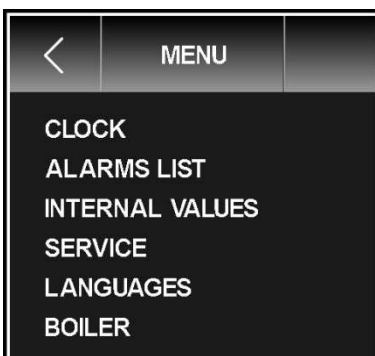 MENU
CLOCK
ALARMS LIST
INTERNAL VALUES
SERVICE
LANGUAGES
BOILER